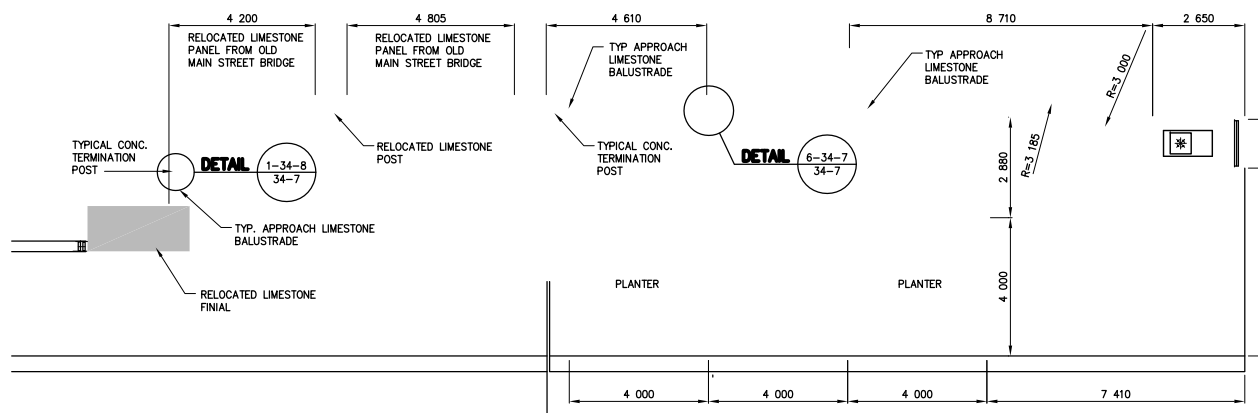 4 200
4 805
4 610
8 710
2 650
RELOCATED LIMESTONE
PANEL FROM OLD
MAIN STREET BRIDGE
RELOCATED LIMESTONE
PANEL FROM OLD
MAIN STREET BRIDGE
TYP APPROACH
LIMESTONE
BALUSTRADE
TYP APPROACH
LIMESTONE
BALUSTRADE
R=3 000
R=3 185
2 880
TYPICAL CONC.
TERMINATION
POST
DETAIL
1-34-8
34-7
RELOCATED LIMESTONE
POST
TYPICAL CONC.
TERMINATION
POST
DETAIL
6-34-7
34-7
TYP. APPROACH LIMESTONE
BALUSTRADE
RELOCATED LIMESTONE
FINIAL
PLANTER
PLANTER
4 000
4 000
4 000
4 000
7 410